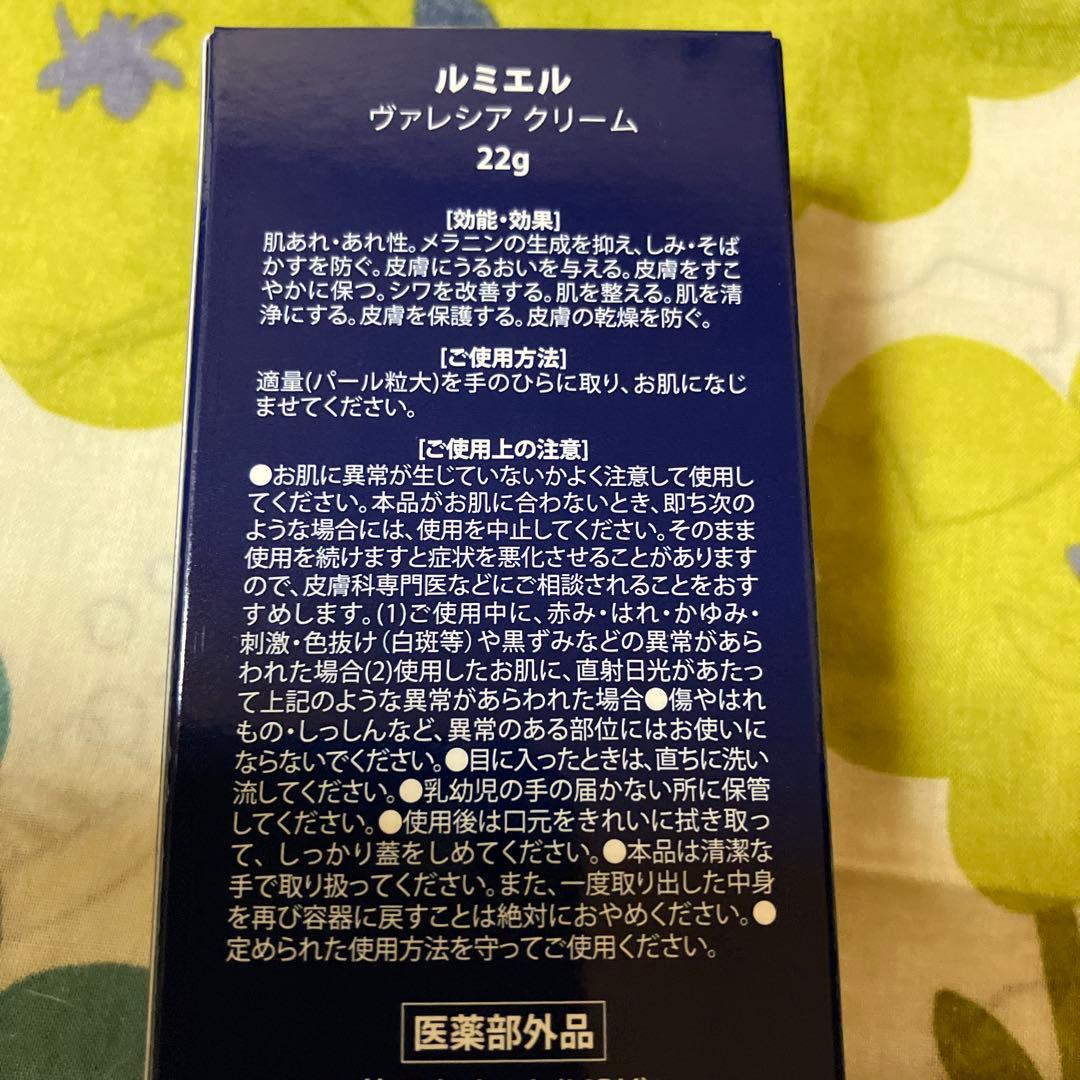 ルミエル
ヴァレシア クリーム
22g
[効能・効果]
肌あれ・あれ性。メラニンの生成を抑え、しみ・そば
かすを防ぐ。皮膚にうるおいを与える。皮膚をすこ
やかに保つ。シワを改善する。肌を整える。肌を清
浄にする。皮膚を保護する。皮膚の乾燥を防ぐ。
[ご使用方法]
適量(パール粒大)を手のひらに取り、お肌になじ
ませてください。
[ご使用上の注意]
●お肌に異常が生じていないかよく注意して使用し
てください。本品がお肌に合わないとき、即ち次の
ような場合には、使用を中止してください。そのまま
使用を続けますと症状を悪化させることがあります
ので、皮膚科専門医などにご相談されることをおす
すめします。(1)ご使用中に、赤み・はれ・かゆみ・
刺激・色抜け(白斑等)や黒ずみなどの異常があら
われた場合(2)使用したお肌に、直射日光があたっ
て上記のような異常があらわれた場合●傷やはれ
もの・しっしんなど、異常のある部位にはお使いに
ならないでください。●目に入ったときは、直ちに洗い
流してください。●乳幼児の手の届かない所に保管
してください。●使用後は口元をきれいに拭き取っ
て、しっかり蓋をしめてください。●本品は清潔な
手で取り扱ってください。また、一度取り出した中身
を再び容器に戻すことは絶対におやめください。●
定められた使用方法を守ってご使用ください。
医薬部外品